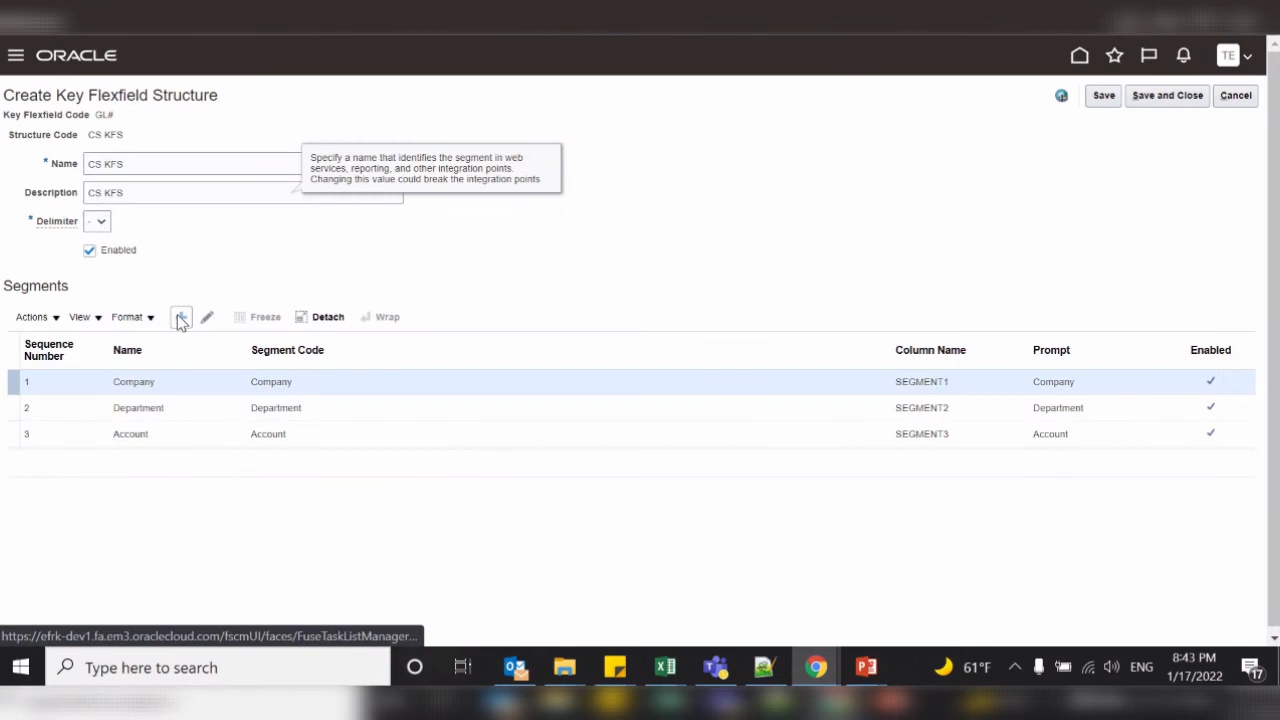 ORACLE
TE
Create Key Flexfield Structure
Save
Save and Close
Cancel
Key Flexfield Code GL#
Structure Code CS KFS
* Name CS KFS
Specify a name that identifies the segment in web
services, reporting, and other integration points.
Changing this value could break the integration points
Description CS KFS
* Delimiter -
Enabled
Segments
Actions View Format Freeze Detach Wrap
Sequence Number Name Segment Code Column Name Prompt Enabled
1 Company Company SEGMENT1 Company
2 Department Department SEGMENT2 Department
3 Account Account SEGMENT3 Account
https://efrk-dev1.fa.em3.oraclecloud.com/fscmUI/faces/FuseTaskListManager...
Type here to search
61°F
ENG
8:43 PM
1/17/2022
17